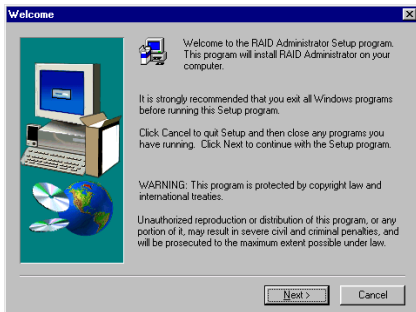 Welcome
Welcome to the RAID Administrator Setup program.
This program will install RAID Administrator on your
computer.
It is strongly recommended that you exit all Windows programs
before running this Setup program.
Click Cancel to quit Setup and then close any programs you
have running. Click Next to continue with the Setup program.
WARNING: This program is protected by copyright law and
international treaties.
Unauthorized reproduction or distribution of this program, or any
portion of it, may result in severe civil and criminal penalties, and
will be prosecuted to the maximum extent possible under law.
Next >
Cancel